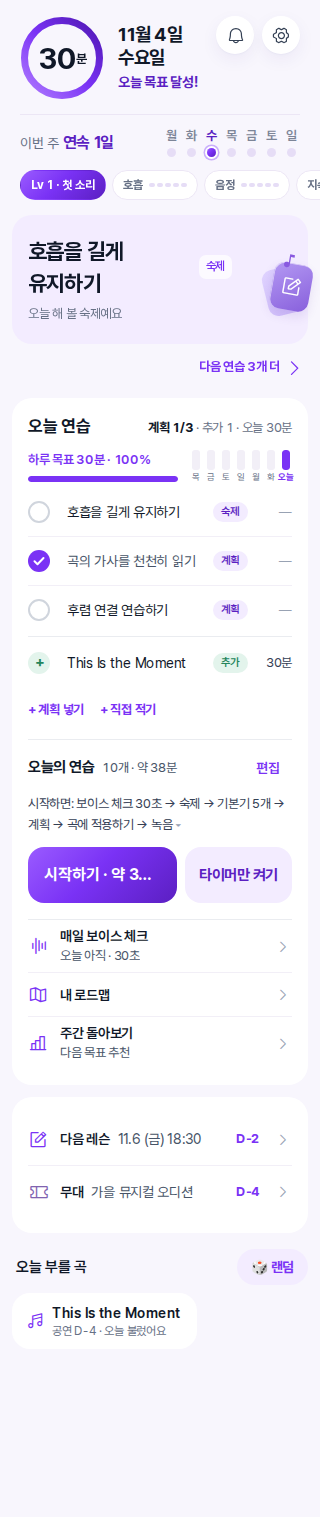 30분
11월 4일
수요일
오늘 목표 달성!
이번 주 연속 1일
월 화 수 목 금 토 일
Lv 1 · 첫 소리
호흡
음정
호흡을 길게
유지하기
숙제
오늘 해 볼 숙제예요
다음 연습 3개 더
오늘 연습
계획 1/3 · 추가 1 · 오늘 30분
하루 목표 30분 · 100%
목 금 토 일 월 화 오늘
호흡을 길게 유지하기 숙제 —
곡의 가사를 천천히 읽기 계획 —
후렴 연결 연습하기 계획 —
+ This Is the Moment 추가 30분
+ 계획 넣기 + 직접 적기
오늘의 연습 10개 · 약 38분 편집
시작하면: 보이스 체크 30초 → 숙제 → 기본기 5개 →
계획 → 곡에 적용하기 → 녹음
시작하기 · 약 3...
타이머만 켜기
매일 보이스 체크
오늘 아직 · 30초
내 로드맵
주간 돌아보기
다음 목표 추천
다음 레슨 11.6 (금) 18:30 D-2
무대 가을 뮤지컬 오디션 D-4
오늘 부를 곡
🎲 랜덤
This Is the Moment
공연 D-4 · 오늘 불렀어요